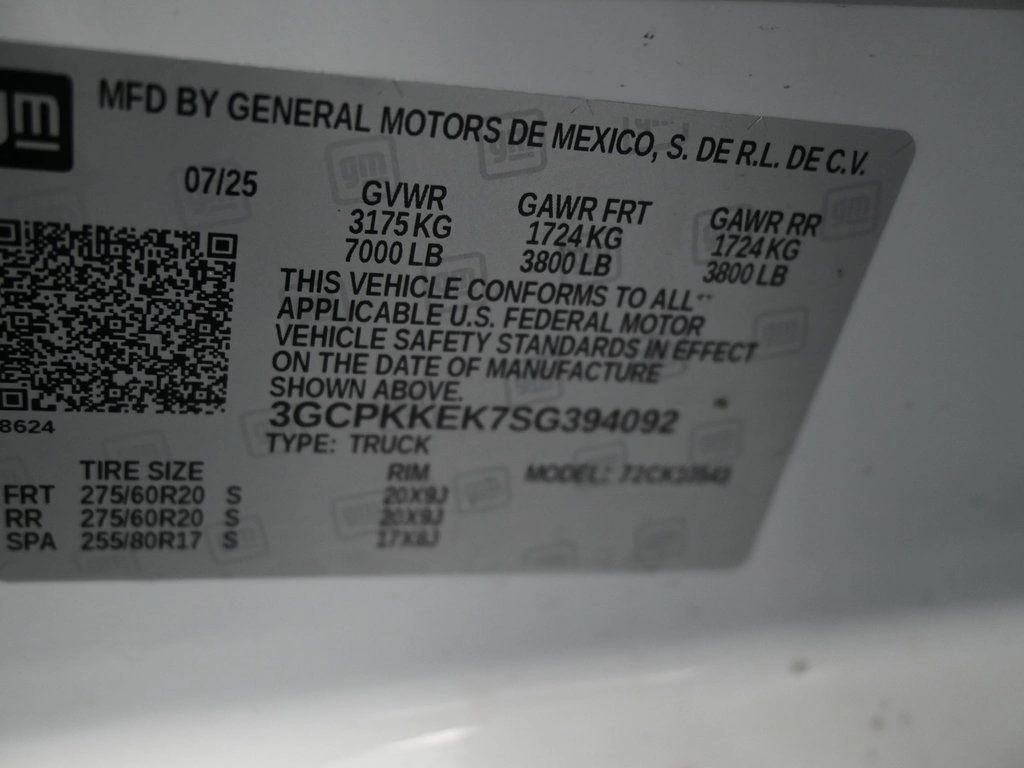 gm
MFD BY GENERAL MOTORS DE MEXICO, S. DE R.L. DE C.V.
07/25
GVWR GAWR FRT GAWR RR
3175 KG 1724 KG 1724 KG
7000 LB 3800 LB 3800 LB
THIS VEHICLE CONFORMS TO ALL
APPLICABLE U.S. FEDERAL MOTOR
VEHICLE SAFETY STANDARDS IN EFFECT
ON THE DATE OF MANUFACTURE
SHOWN ABOVE.
8624
3GCPKKEK7SG394092
TYPE: TRUCK
TIRE SIZE RIM MODEL:
FRT 275/60R20 S 20X9J
RR 275/60R20 S 20X9J
SPA 255/80R17 S 17X8J